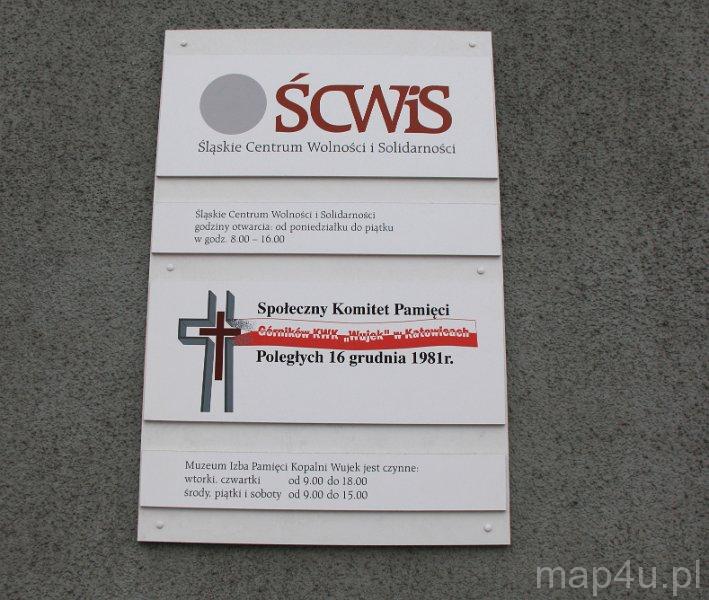 ŚCWiS
Śląskie Centrum Wolności i Solidarności
Śląskie Centrum Wolności i Solidarności
godziny otwarcia: od poniedziałku do piątku
w godz. 8.00 – 16.00
Społeczny Komitet Pamięci
Górników KWK „Wujek" w Katowicach
Poległych 16 grudnia 1981r.
Muzeum Izba Pamięci Kopalni Wujek jest czynne:
wtorki, czwartki od 9.00 do 18.00
środy, piątki i soboty od 9.00 do 15.00
map4u.pl